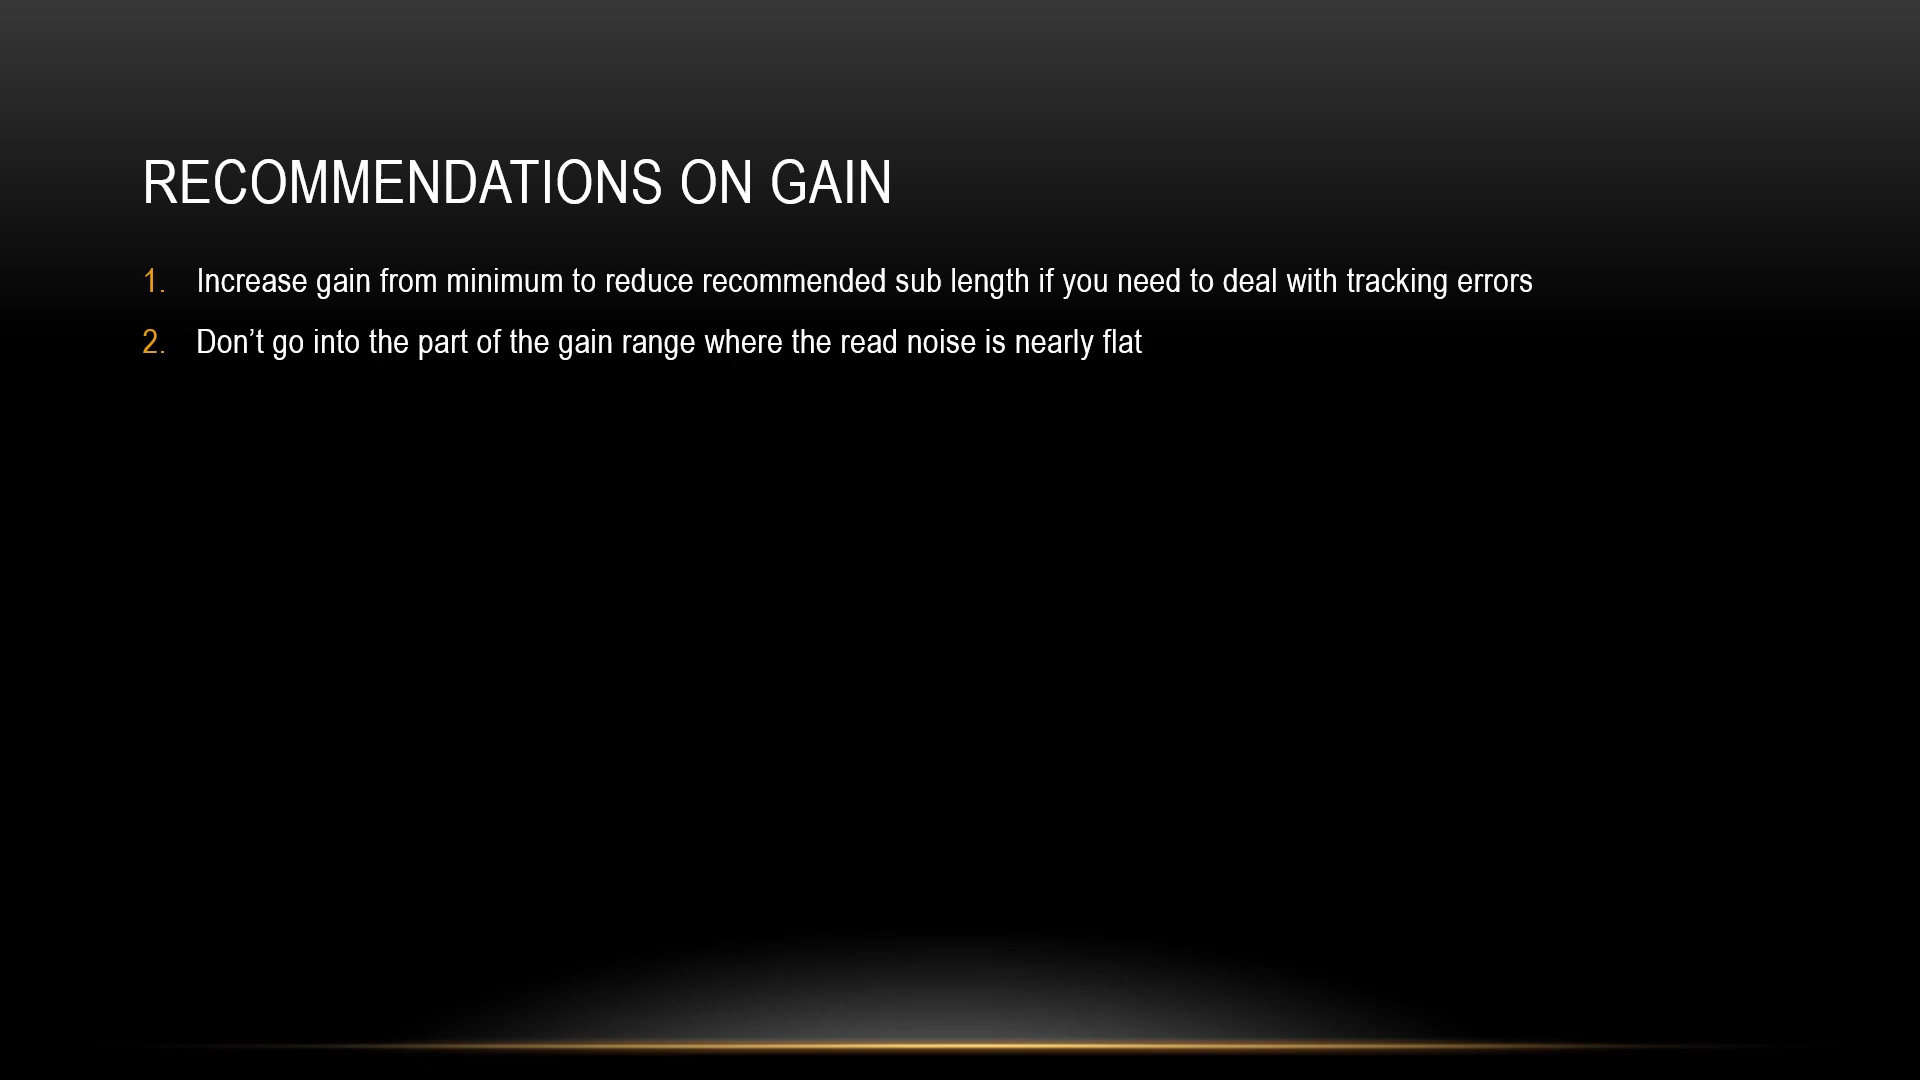 RECOMMENDATIONS ON GAIN
1. Increase gain from minimum to reduce recommended sub length if you need to deal with tracking errors
2. Don’t go into the part of the gain range where the read noise is nearly flat